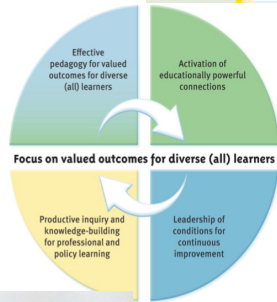 Effective
pedagogy for valued
outcomes for diverse
(all) learners
Activation of
educationally powerful
connections
Focus on valued outcomes for diverse (all) learners
Productive inquiry and
knowledge-building
for professional and
policy learning
Leadership of
conditions for
continuous
improvement